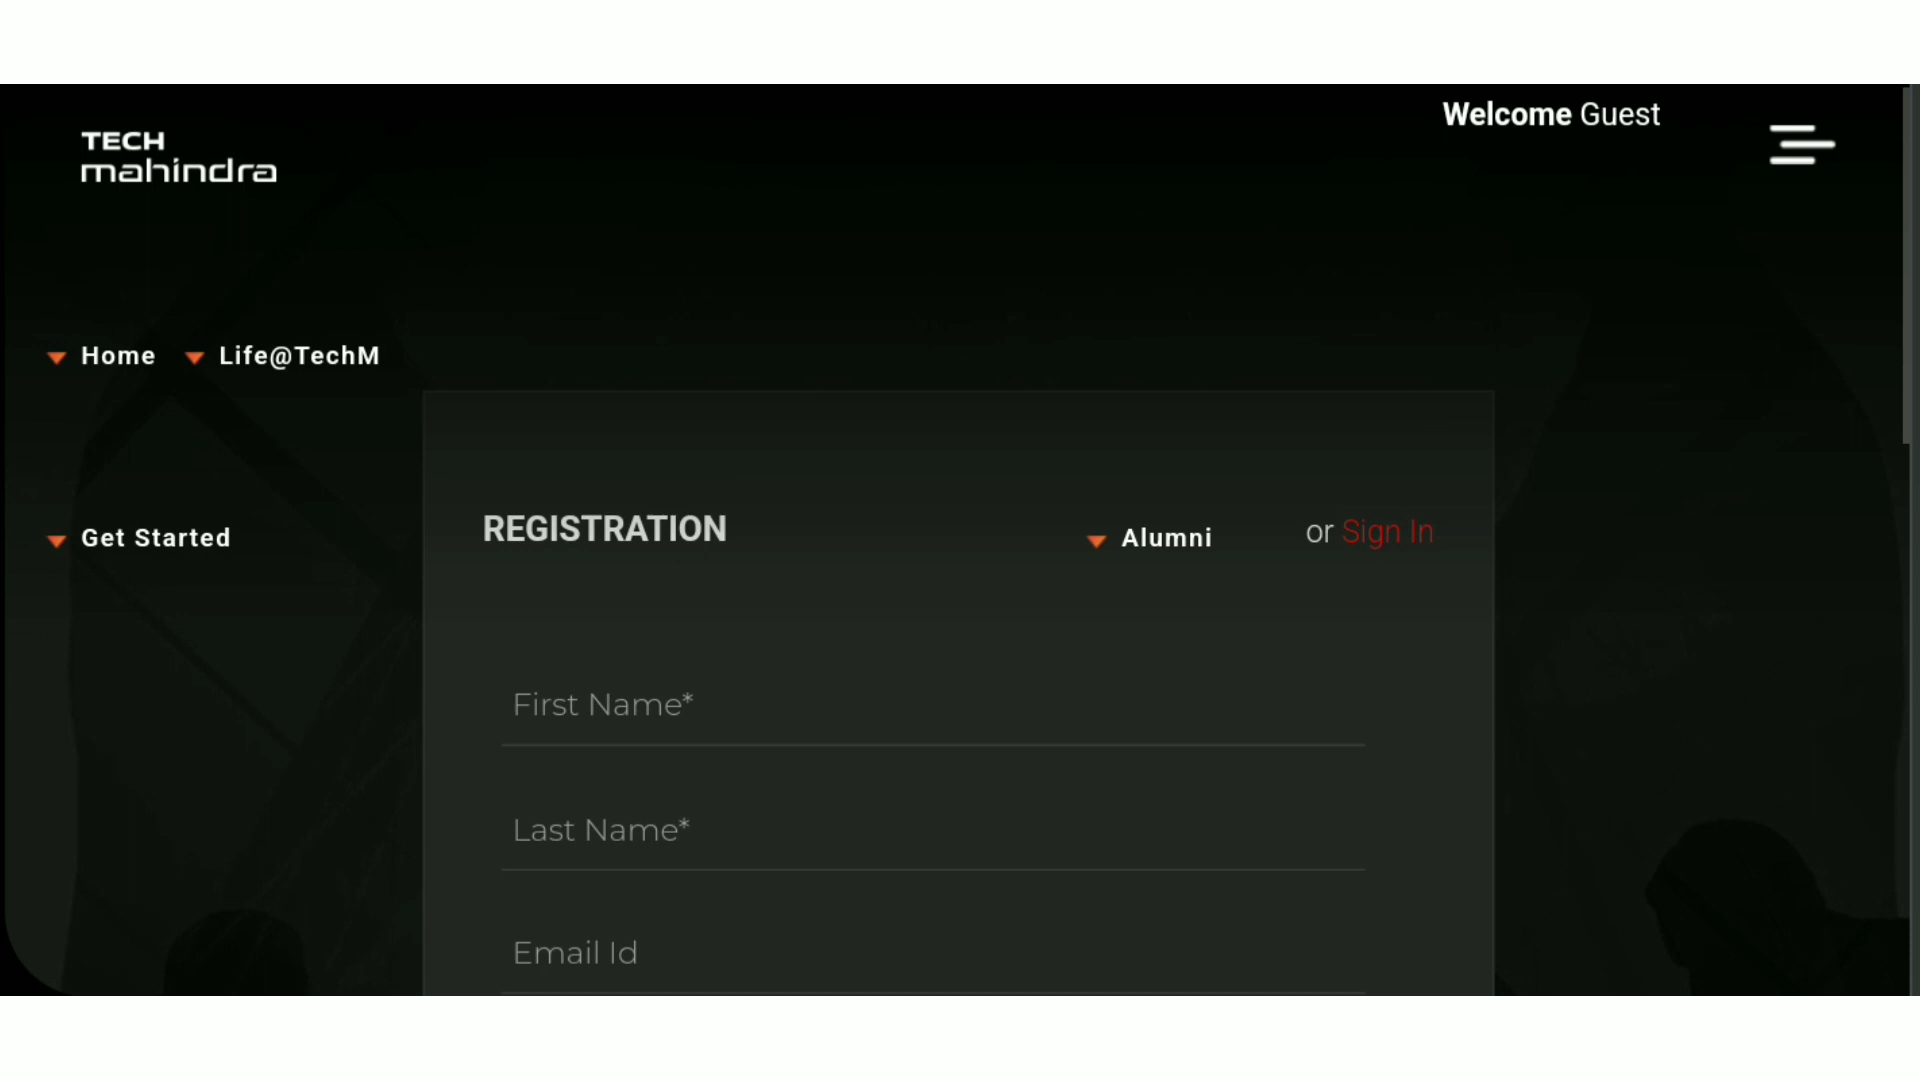 Welcome Guest
TECH
mahindra
Home Life@TechM
Get Started
REGISTRATION
Alumni
or Sign In
First Name*
Last Name*
Email Id